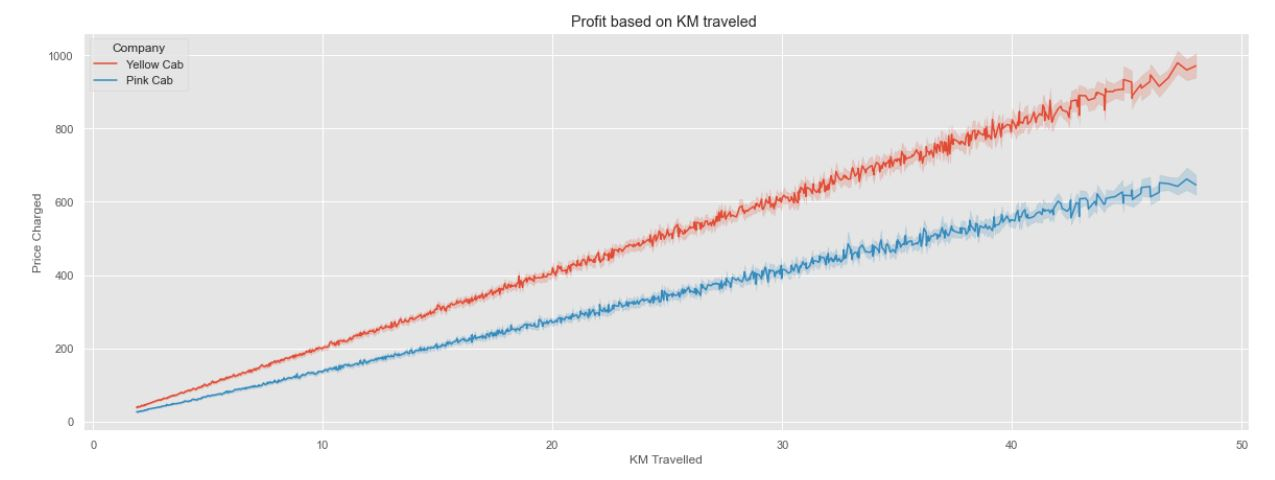 Profit based on KM traveled
Company
Yellow Cab
Pink Cab
1000
800
600
400
200
0
Price Charged
0 10 20 30 40 50
KM Travelled